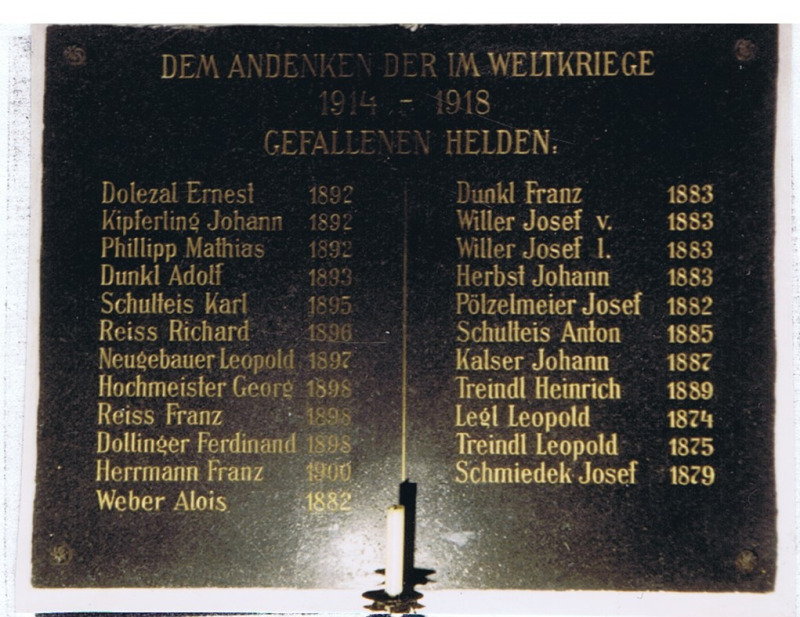 DEM ANDENKEN DER IM WELTKRIEGE
1914 - 1918
GEFALLENEN HELDEN:
Dolezal Ernest 1892
Kipferling Johann 1892
Phillipp Mathias 1892
Dunkl Adolf 1893
Schulteis Karl 1895
Reiss Richard 1896
Neugebauer Leopold 1897
Hochmeister Georg 1898
Reiss Franz 1898
Dollinger Ferdinand 1898
Herrmann Franz 1900
Weber Alois 1882
Dunkl Franz 1883
Willer Josef v. 1883
Willer Josef l. 1883
Herbst Johann 1883
Pölzelmeier Josef 1882
Schulteis Anton 1885
Kalser Johann 1887
Treindl Heinrich 1889
Legl Leopold 1874
Treindl Leopold 1875
Schmiedek Josef 1879